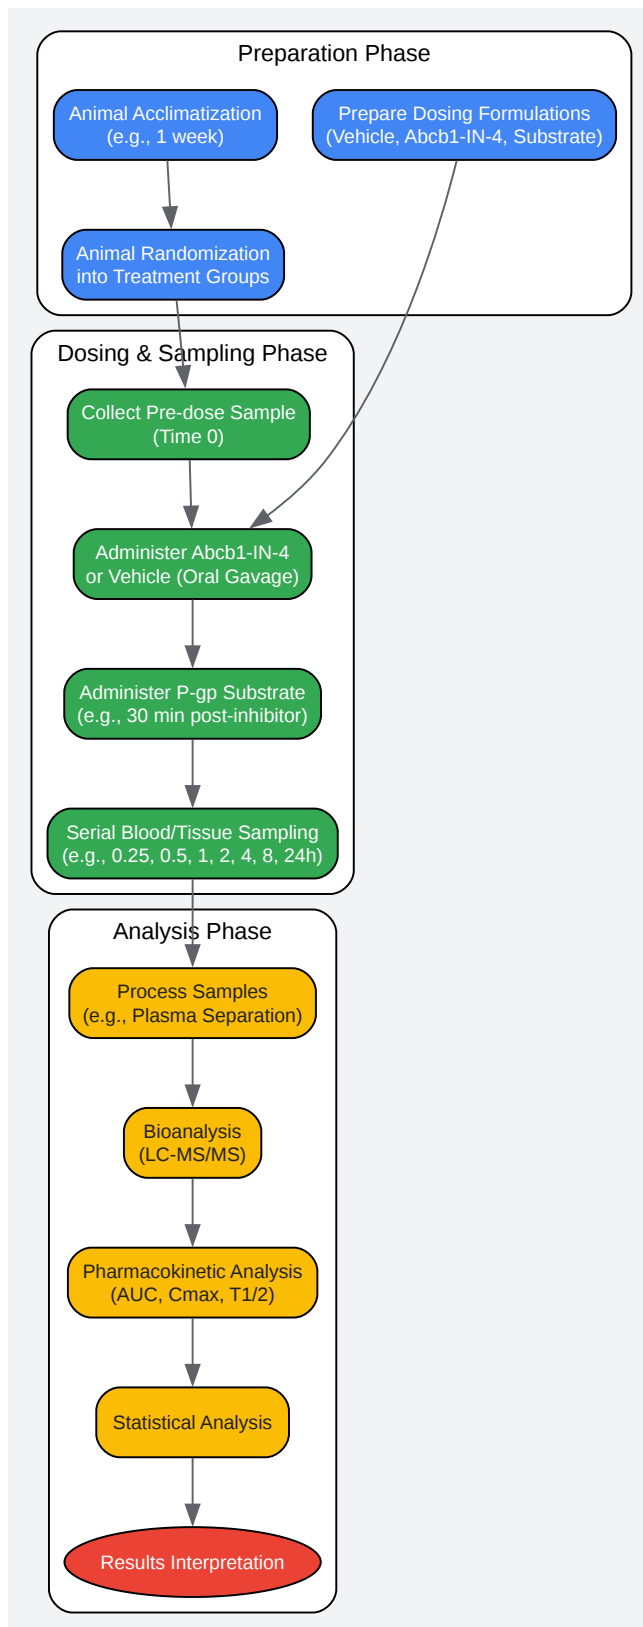 Preparation Phase
Animal Acclimatization
(e.g., 1 week)
Prepare Dosing Formulations
(Vehicle, Abcb1-IN-4, Substrate)
Animal Randomization
into Treatment Groups
Dosing & Sampling Phase
Collect Pre-dose Sample
(Time 0)
Administer Abcb1-IN-4
or Vehicle (Oral Gavage)
Administer P-gp Substrate
(e.g., 30 min post-inhibitor)
Serial Blood/Tissue Sampling
(e.g., 0.25, 0.5, 1, 2, 4, 8, 24h)
Analysis Phase
Process Samples
(e.g., Plasma Separation)
Bioanalysis
(LC-MS/MS)
Pharmacokinetic Analysis
(AUC, Cmax, T1/2)
Statistical Analysis
Results Interpretation